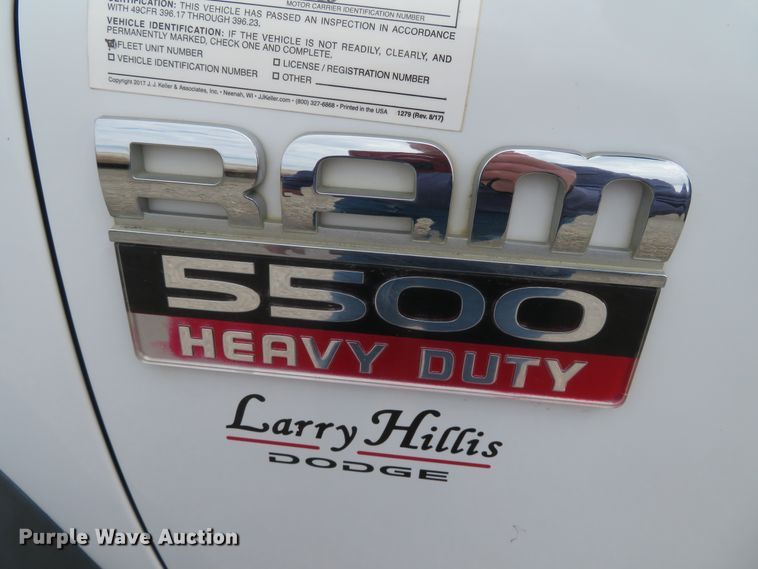 MOTOR CARRIER IDENTIFICATION NUMBER
CERTIFICATION: THIS VEHICLE HAS PASSED AN INSPECTION IN ACCORDANCE
WITH 49CFR 396.17 THROUGH 396.23.
VEHICLE IDENTIFICATION: IF THE VEHICLE IS NOT READILY, CLEARLY, AND
PERMANENTLY MARKED, CHECK ONE AND COMPLETE.
FLEET UNIT NUMBER
☐ LICENSE / REGISTRATION NUMBER
☐ VEHICLE IDENTIFICATION NUMBER
☐ OTHER
Copyright 2017 J. J. Keller & Associates, Inc. • Neenah, WI • JJKeller.com • (800) 327-6868 • Printed in the USA
1279 (Rev. 8/17)
RAM
5500
HEAVY DUTY
Larry Hillis
DODGE
Purple Wave Auction